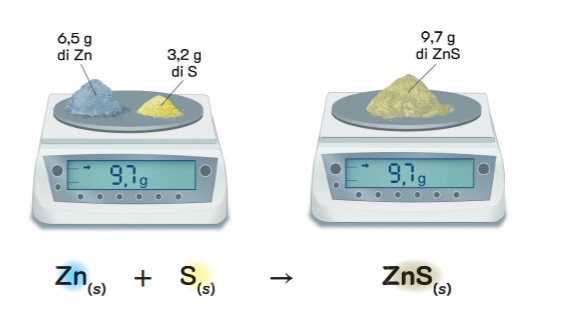 6,5 g
di Zn
3,2 g
di S
9,7 g
di ZnS
9,7 g
9,7 g
Zn(s) + S(s) → ZnS(s)